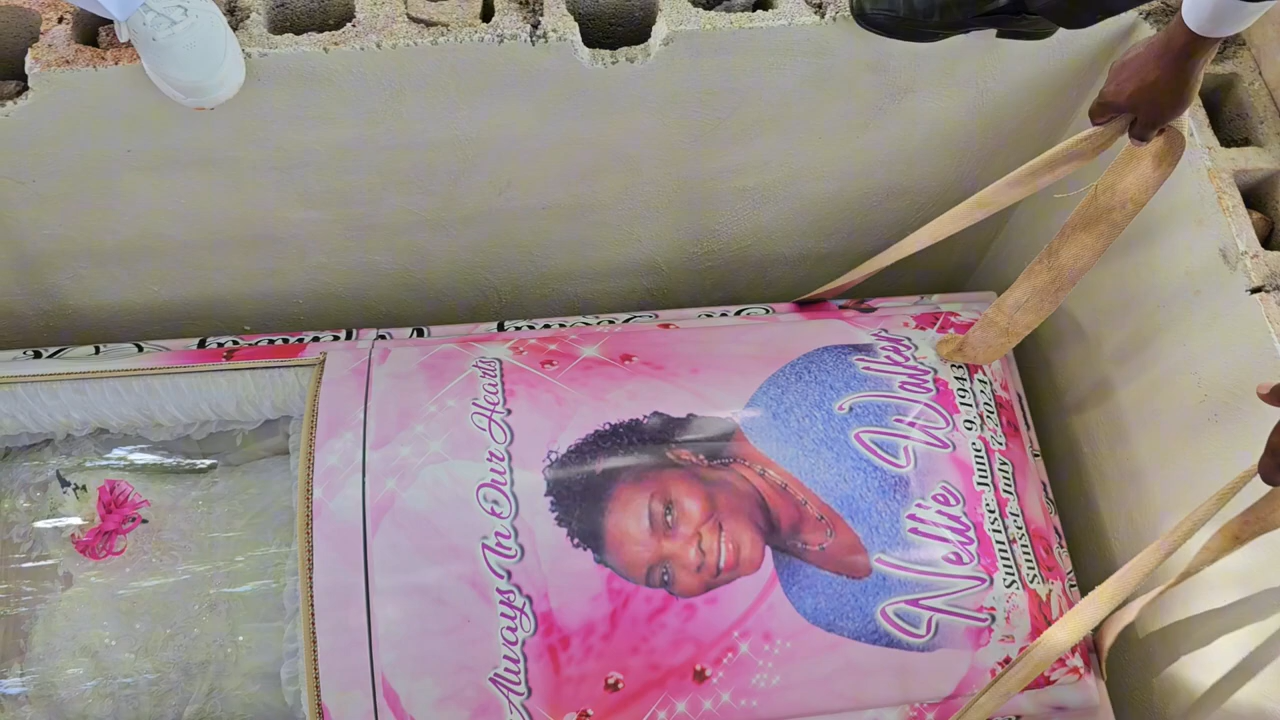 Always In Our Hearts
Nellie Walker
Sunrise: June 9, 1943
Sunset: July 7, 2024